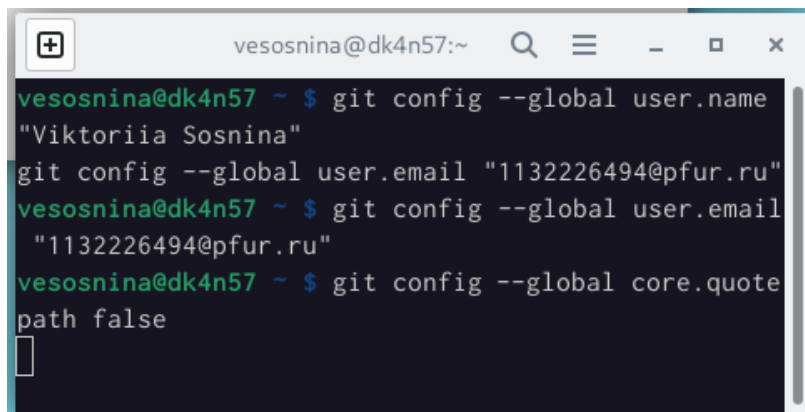 vesosnina@dk4n57:~
vesosnina@dk4n57 ~ $ git config --global user.name
"Viktoriia Sosnina"
git config --global user.email "1132226494@pfur.ru"
vesosnina@dk4n57 ~ $ git config --global user.email
"1132226494@pfur.ru"
vesosnina@dk4n57 ~ $ git config --global core.quote
path false